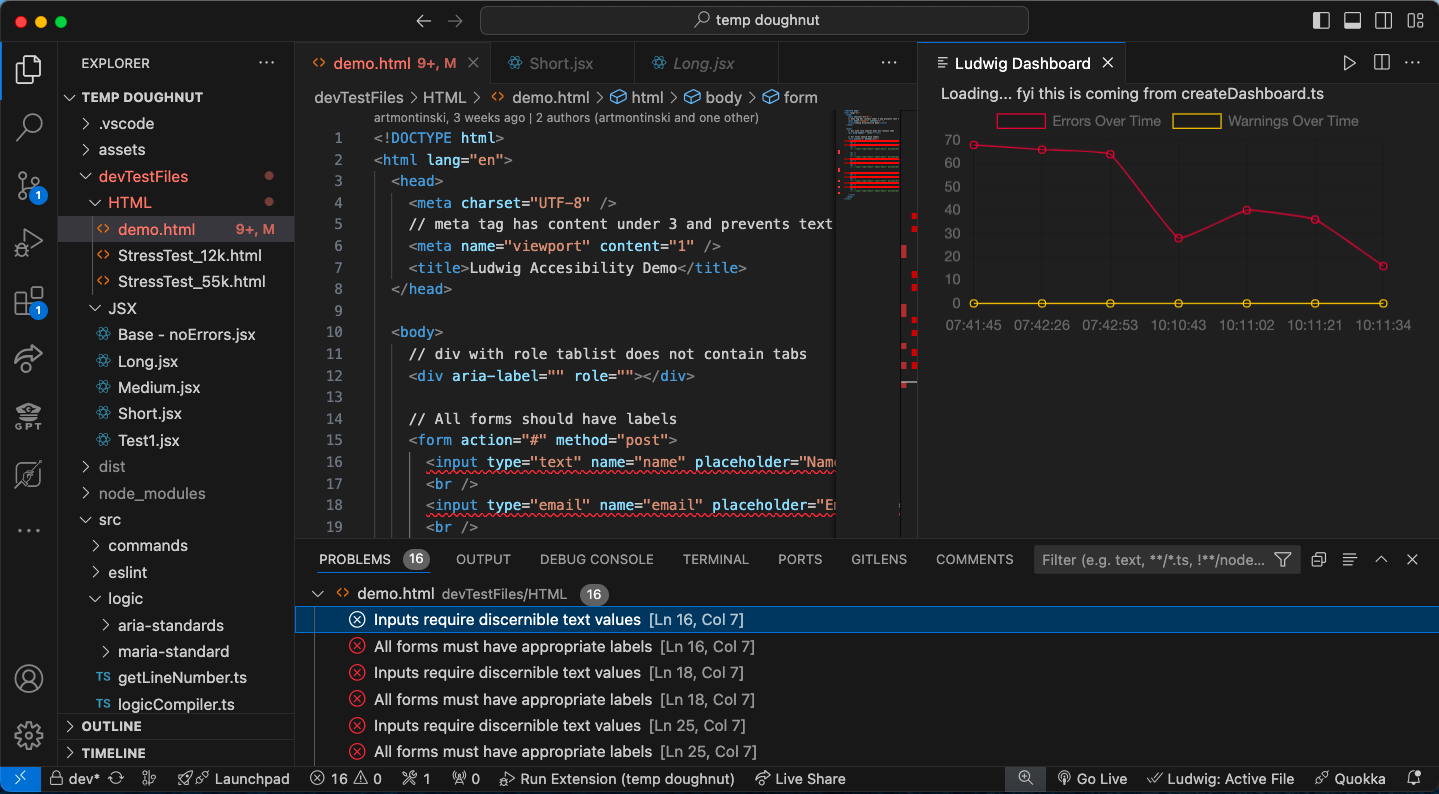 temp doughnut
EXPLORER
TEMP DOUGHNUT
.vscode
assets
devTestFiles
HTML
demo.html 9+, M
StressTest_12k.html
StressTest_55k.html
JSX
Base - noErrors.jsx
Long.jsx
Medium.jsx
Short.jsx
Test1.jsx
dist
node_modules
src
commands
eslint
logic
aria-standards
maria-standard
TS getLineNumber.ts
TS logicCompiler.ts
OUTLINE
TIMELINE
1
1
GPT
demo.html 9+, M
Short.jsx
Long.jsx
devTestFiles > HTML > demo.html > html > body > form
artmontinski, 3 weeks ago | 2 authors (artmontinski and one other)
1 <!DOCTYPE html>
2 <html lang="en">
3 <head>
4 <meta charset="UTF-8" />
5 // meta tag has content under 3 and prevents text
6 <meta name="viewport" content="1" />
7 <title>Ludwig Accesibility Demo</title>
8 </head>
9
10 <body>
11 // div with role tablist does not contain tabs
12 <div aria-label="" role=""></div>
13
14 // All forms should have labels
15 <form action="#" method="post">
16 <input type="text" name="name" placeholder="Name
17 <br />
18 <input type="email" name="email" placeholder="Em
19 <br />
Ludwig Dashboard
Loading... fyi this is coming from createDashboard.ts
Errors Over Time Warnings Over Time
70
60
50
40
30
20
10
0
07:41:45 07:42:26 07:42:53 10:10:43 10:11:02 10:11:21 10:11:34
PROBLEMS 16 OUTPUT DEBUG CONSOLE TERMINAL PORTS GITLENS COMMENTS Filter (e.g. text, **/*.ts, !**/node...
demo.html devTestFiles/HTML 16
Inputs require discernible text values [Ln 16, Col 7]
All forms must have appropriate labels [Ln 16, Col 7]
Inputs require discernible text values [Ln 18, Col 7]
All forms must have appropriate labels [Ln 18, Col 7]
Inputs require discernible text values [Ln 25, Col 7]
All forms must have appropriate labels [Ln 25, Col 7]
dev* Launchpad 16 0 1 0 Run Extension (temp doughnut) Live Share Go Live Ludwig: Active File Quokka